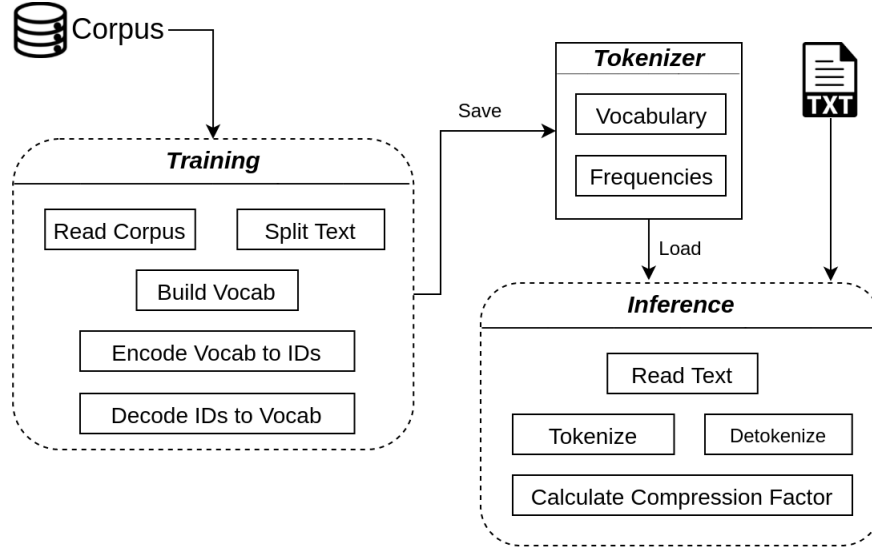 Corpus
Training
Read Corpus
Split Text
Build Vocab
Encode Vocab to IDs
Decode IDs to Vocab
Save
Tokenizer
Vocabulary
Frequencies
TXT
Load
Inference
Read Text
Tokenize
Detokenize
Calculate Compression Factor